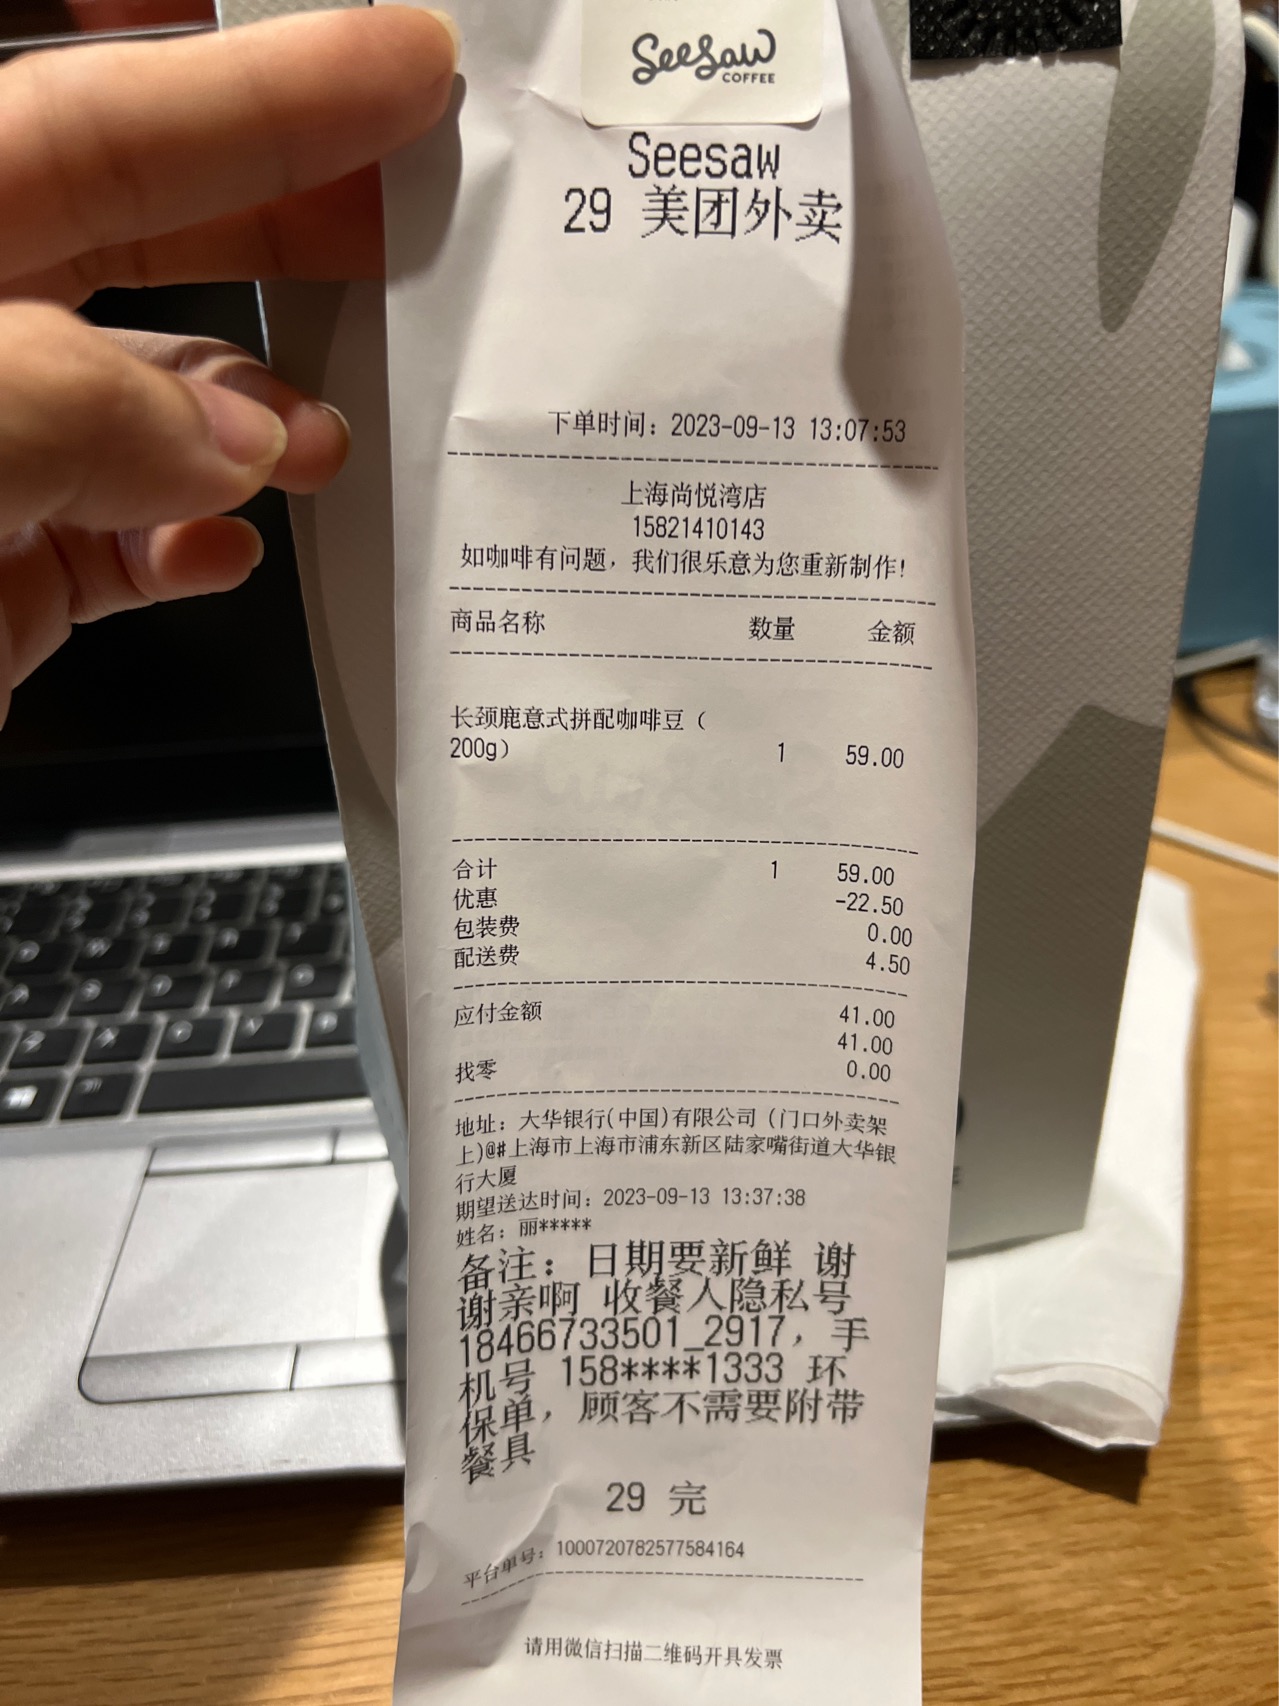 Seesaw
COFFEE
Seesaw
29 美团外卖
下单时间：2023-09-13 13:07:53
上海尚悦湾店
15821410143
如咖啡有问题，我们很乐意为您重新制作！
商品名称 数量 金额
长颈鹿意式拼配咖啡豆（
200g） 1 59.00
合计 1 59.00
优惠 -22.50
包装费 0.00
配送费 4.50
应付金额 41.00
41.00
找零 0.00
地址：大华银行(中国)有限公司（门口外卖架
上)@#上海市上海市浦东新区陆家嘴街道大华银
行大厦
期望送达时间：2023-09-13 13:37:38
姓名：丽*****
备注：日期要新鲜 谢
谢亲啊 收餐人隐私号
18466733501_2917，手
机号 158****1333 环
保单，顾客不需要附带
餐具
29 完
平台单号：1000720782577584164
请用微信扫描二维码开具发票